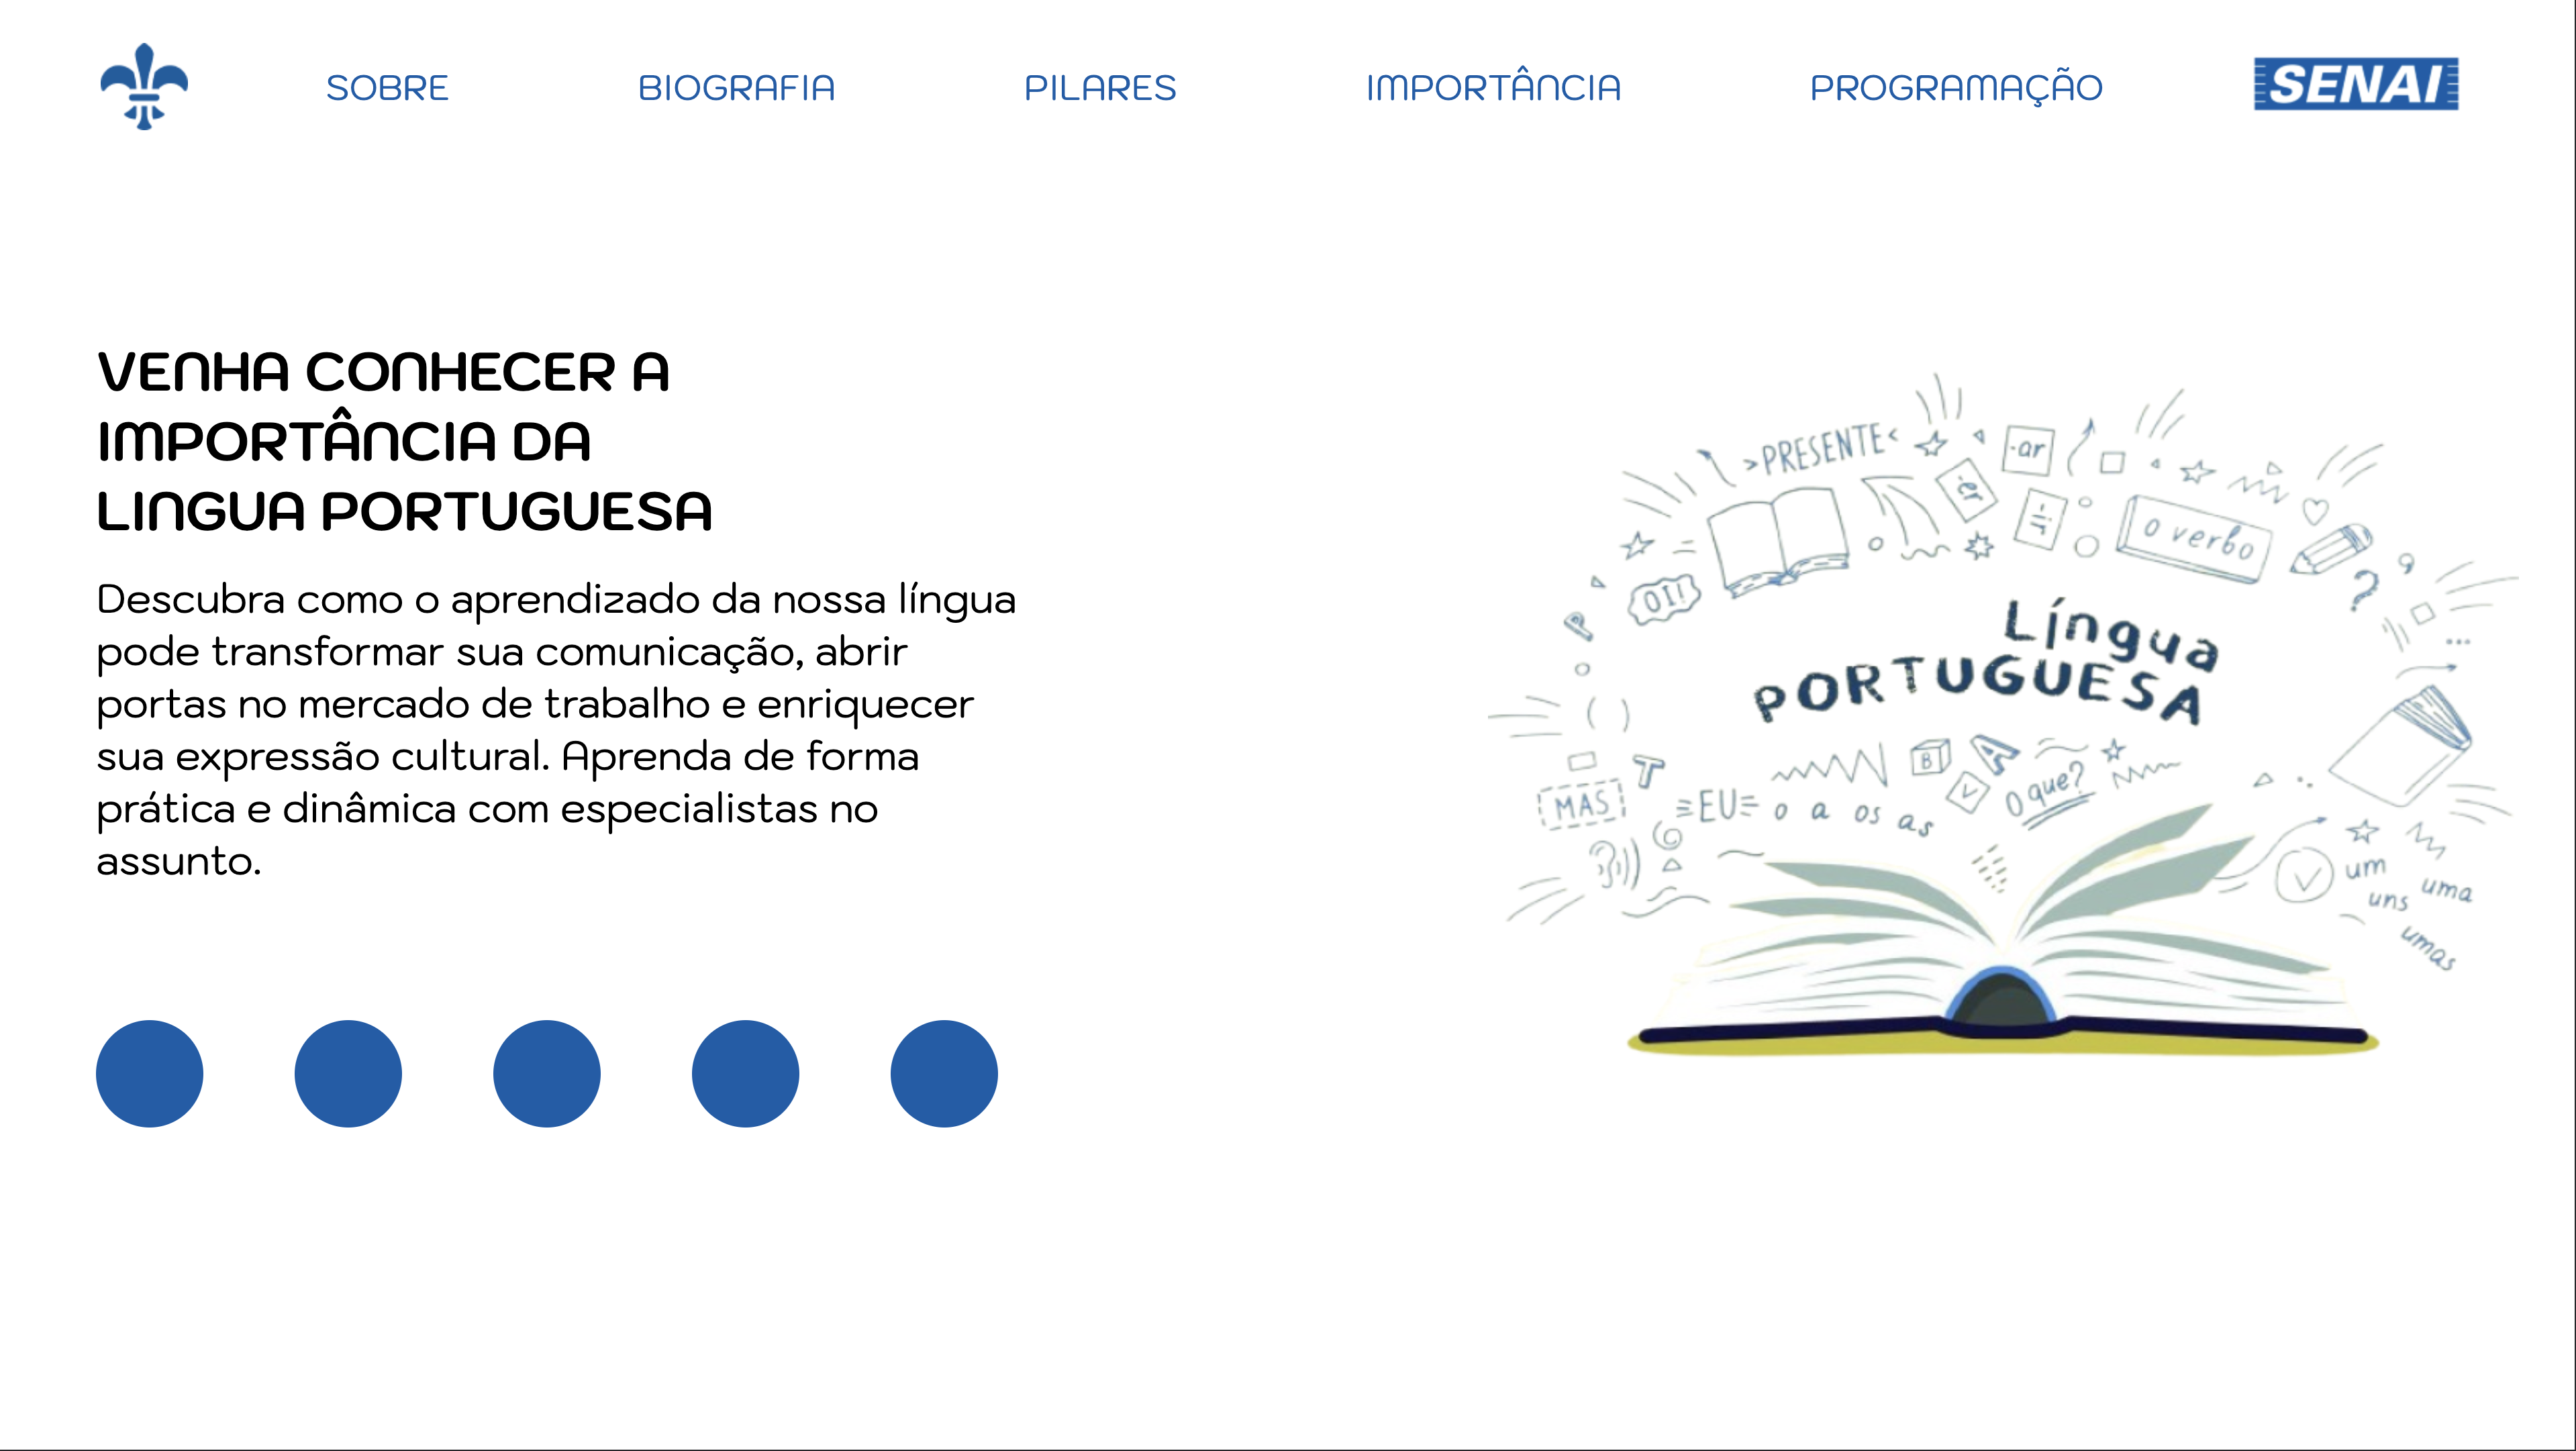 SOBRE
BIOGRAFIA
PILARES
IMPORTÂNCIA
PROGRAMAÇÃO
SENAI
VENHA CONHECER A
IMPORTÂNCIA DA
LINGUA PORTUGUESA
Descubra como o aprendizado da nossa língua
pode transformar sua comunicação, abrir
portas no mercado de trabalho e enriquecer
sua expressão cultural. Aprenda de forma
prática e dinâmica com especialistas no
assunto.
>PRESENTE<
-ar
-er
-ir
o verbo
OI!
?
P
...
Língua
PORTUGUESA
( )
T
B
A
V
O que?
MAS
EU
o a os as
um
uma
uns
umas